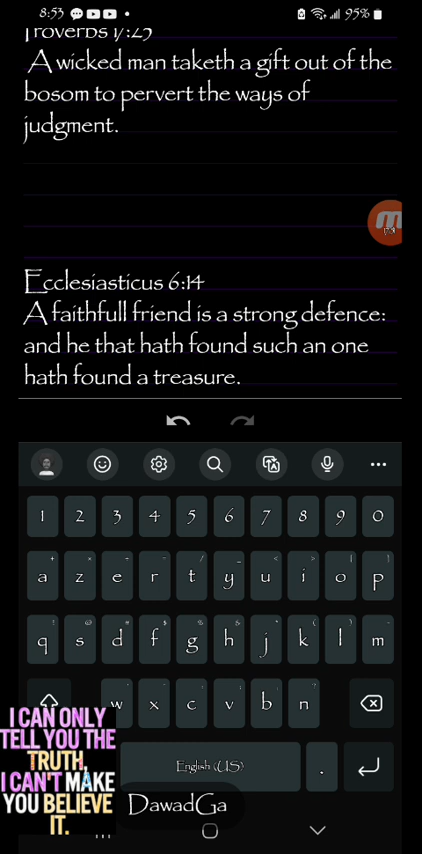 8:53
95%
Proverbs 17:23
A wicked man taketh a gift out of the
bosom to pervert the ways of
judgment.
Ecclesiasticus 6:14
A faithfull friend is a strong defence:
and he that hath found such an one
hath found a treasure.
1 2 3 4 5 6 7 8 9 0
a z e r t y u i o p
q s d f g h j k l m
w x c v b n
English (US) .
I CAN ONLY
TELL YOU THE
TRUTH,
I CAN'T MAKE
YOU BELIEVE
IT.
DawadGa